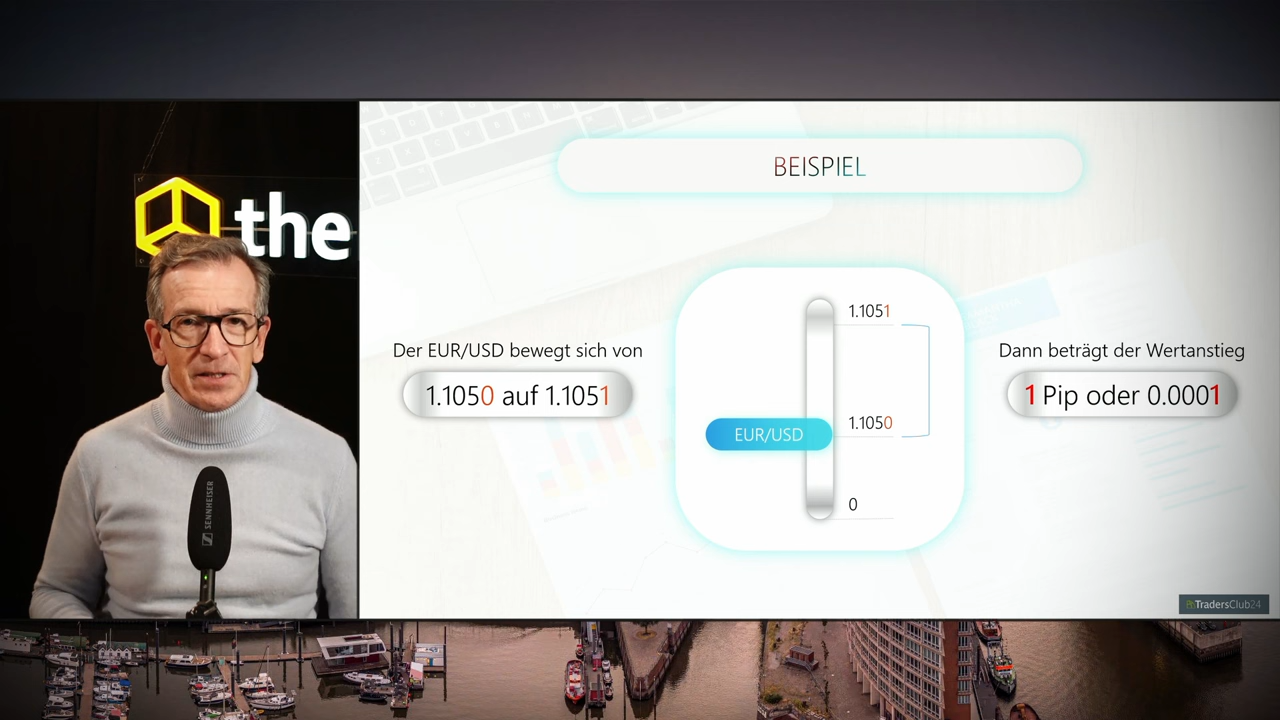 the
SENNHEISER
BEISPIEL
Der EUR/USD bewegt sich von
1.1050 auf 1.1051
1.1051
1.1050
EUR/USD
0
Dann beträgt der Wertanstieg
1 Pip oder 0.0001
TradersClub24